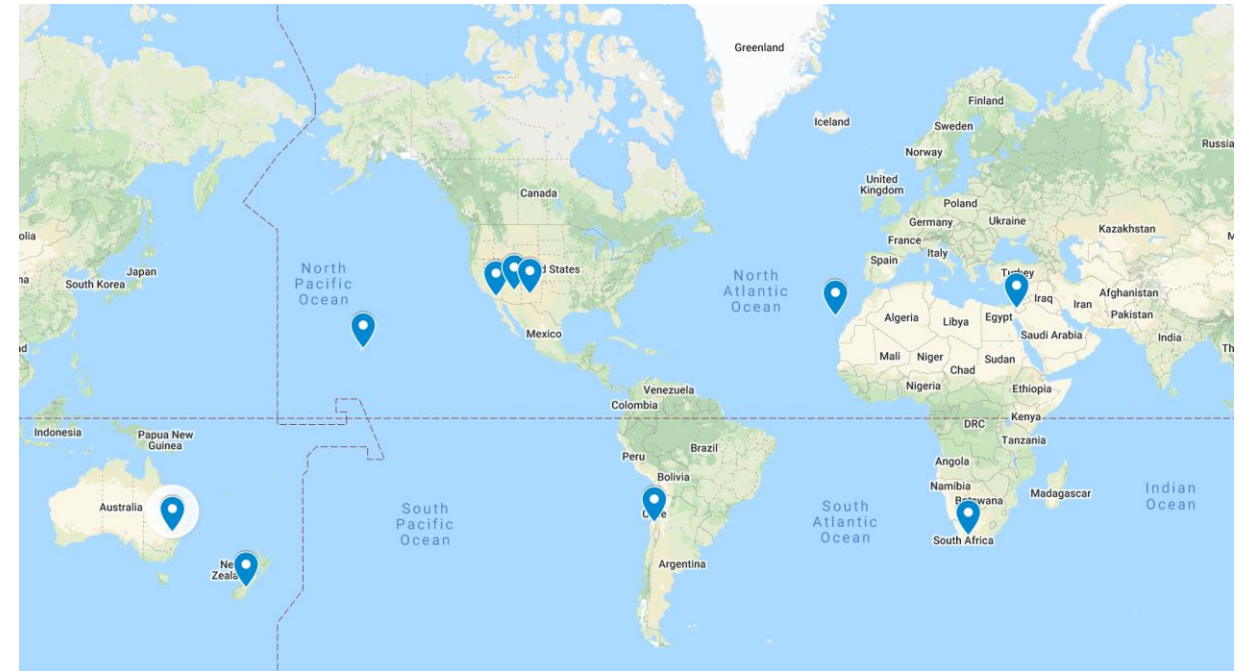 Greenland
Iceland
Finland
Sweden
Norway
Russia
United
Kingdom
Canada
Poland
Germany
Ukraine
Kazakhstan
olia
France
Italy
Spain
North
Pacific
Ocean
d States
North
Atlantic
Ocean
Turkey
Japan
South Korea
na
Iraq
Iran
Afghanistan
Pakistan
Algeria
Libya
Egypt
Saudi Arabia
India
Mexico
ad
Th
Mali
Niger
Chad
Sudan
Nigeria
Ethiopia
Venezuela
Colombia
DRC
Kenya
Indonesia
Papua New
Guinea
Tanzania
Peru
Brazil
Bolivia
Angola
Namibia
Madagascar
Indian
Ocean
Australia
South
Pacific
Ocean
South
Atlantic
Ocean
South Africa
Argentina